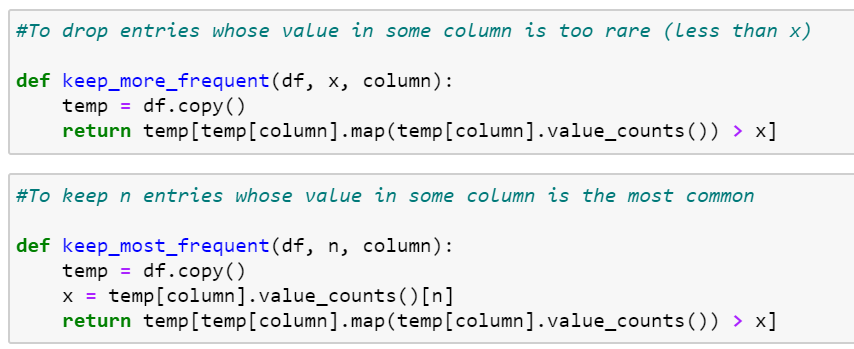 #To drop entries whose value in some column is too rare (less than x)
def keep_more_frequent(df, x, column):
    temp = df.copy()
    return temp[temp[column].map(temp[column].value_counts()) > x]
#To keep n entries whose value in some column is the most common
def keep_most_frequent(df, n, column):
    temp = df.copy()
    x = temp[column].value_counts()[n]
    return temp[temp[column].map(temp[column].value_counts()) > x]